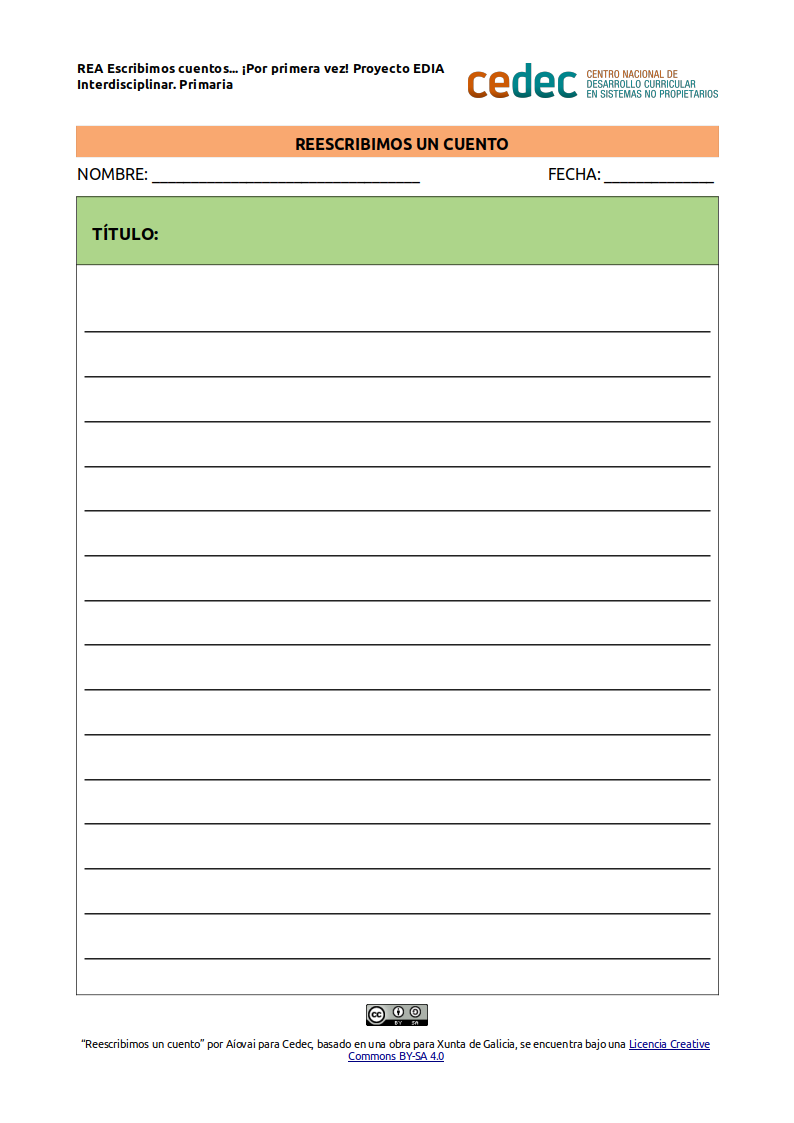 REA Escribimos cuentos... ¡Por primera vez! Proyecto EDIA
Interdisciplinar. Primaria
cedec
CENTRO NACIONAL DE
DESARROLLO CURRICULAR
EN SISTEMAS NO PROPIETARIOS
REESCRIBIMOS UN CUENTO
NOMBRE: __________________________________ FECHA: ______________
TÍTULO:
cc BY SA
“Reescribimos un cuento” por Aíovai para Cedec, basado en una obra para Xunta de Galicia, se encuentra bajo una Licencia Creative
Commons BY-SA 4.0